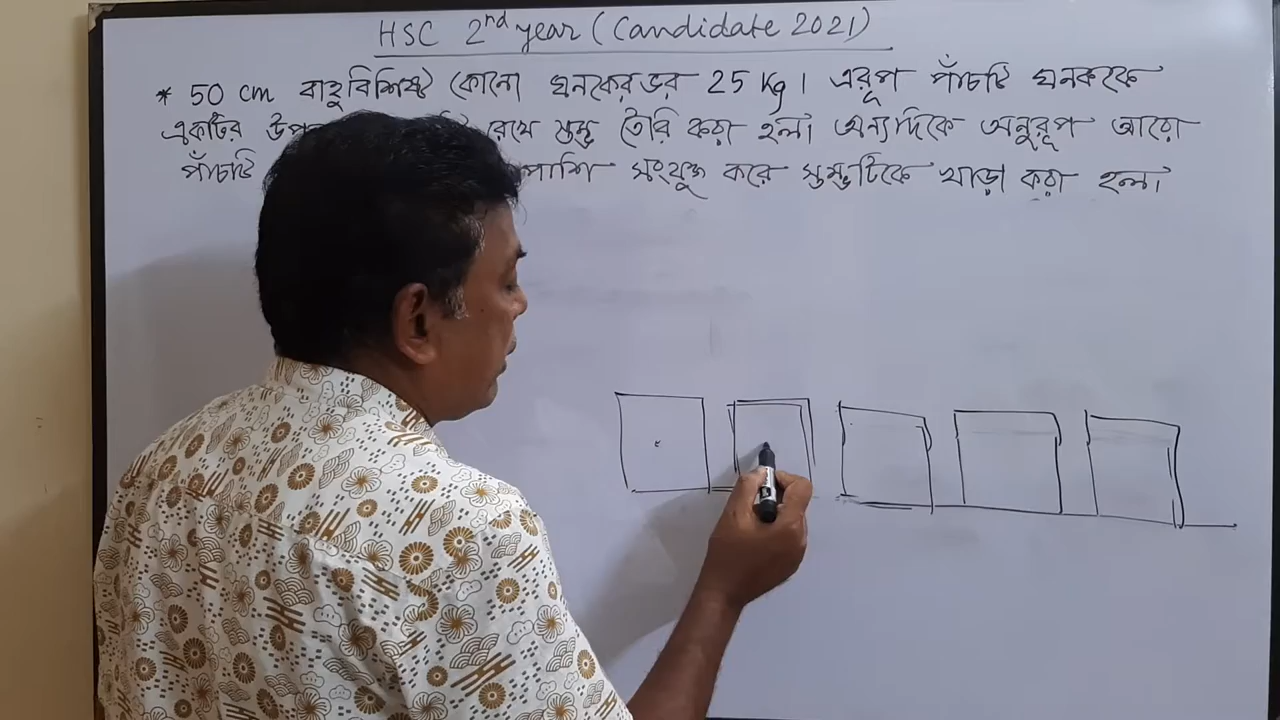 HSC 2nd year (Candidate 2021)
* 50 cm বাহুবিশিষ্ট কোনো ঘনকের ভর 25 kg। এরূপ পাঁচটি ঘনককে
একটির রেখে স্তম্ভ তৈরি করা হল। অন্যদিকে অনুরূপ আরো
পাঁচটি সংযুক্ত করে স্তম্ভটিকে খাড়া করা হল।